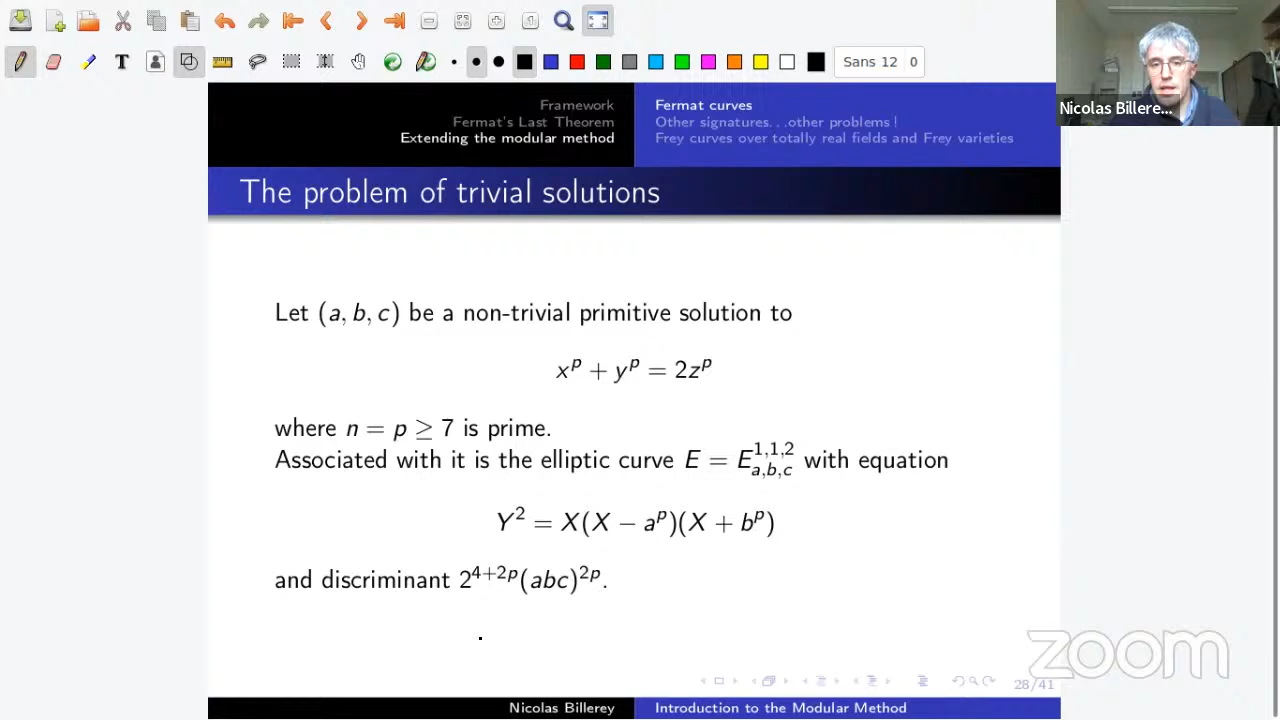 Sans 12 0
Nicolas Billere...
Framework
Fermat's Last Theorem
Extending the modular method
Fermat curves
Other signatures...other problems !
Frey curves over totally real fields and Frey varieties
The problem of trivial solutions
Let (a, b, c) be a non-trivial primitive solution to
x^p + y^p = 2z^p
where n = p ≥ 7 is prime.
Associated with it is the elliptic curve E = E_{a,b,c}^{1,1,2} with equation
Y^2 = X(X − a^p)(X + b^p)
and discriminant 2^{4+2p}(abc)^{2p}.
zoom
28/41
Nicolas Billerey
Introduction to the Modular Method